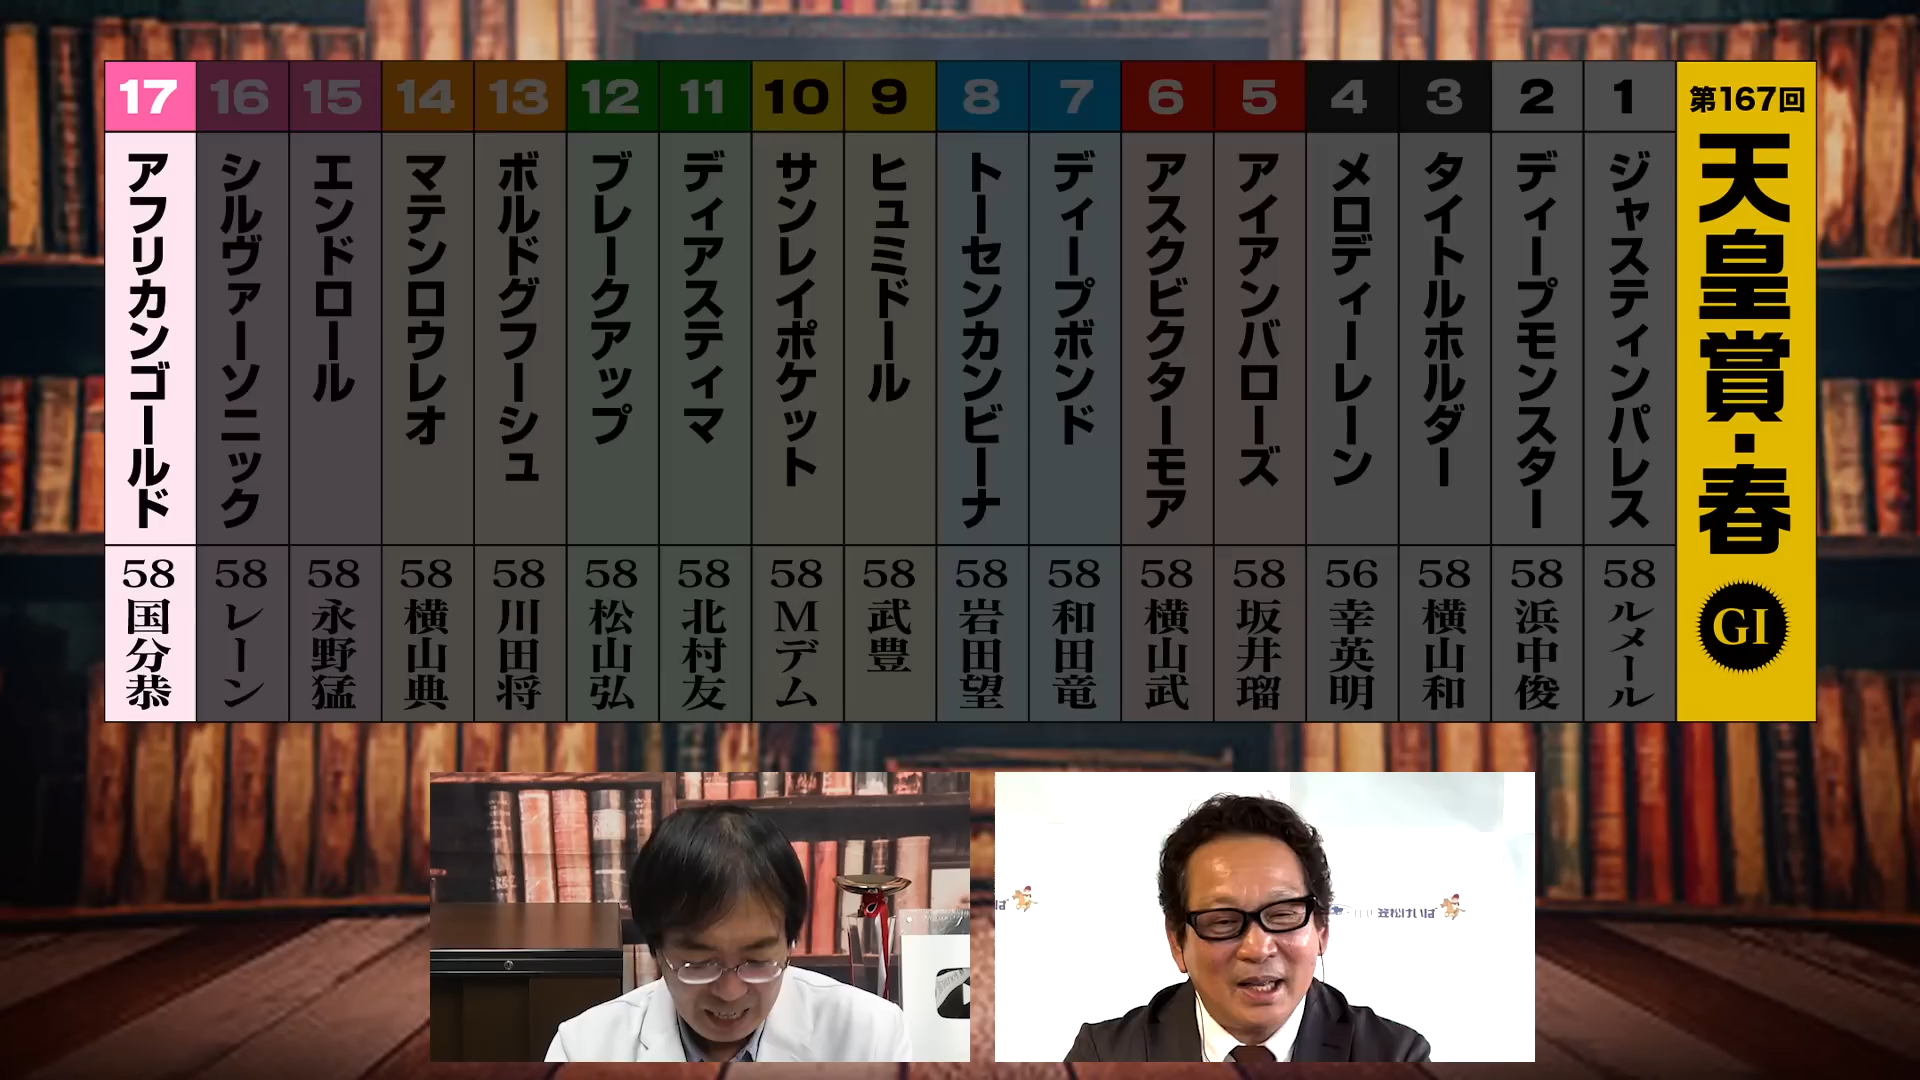 第167回
天皇賞・春
GI
1
ジャスティンパレス
58
ルメール
2
ディープモンスター
58
浜中俊
3
タイトルホルダー
58
横山和
4
メロディーレーン
56
幸英明
5
アイアンバローズ
58
坂井瑠
6
アスクビクターモア
58
横山武
7
ディープボンド
58
和田竜
8
トーセンカンビーナ
58
岩田望
9
ヒュミドール
58
武豊
10
サンレイポケット
58
Mデム
11
ディアスティマ
58
北村友
12
ブレークアップ
58
松山弘
13
ボルドグフーシュ
58
川田将
14
マテンロウレオ
58
横山典
15
エンドロール
58
永野猛
16
シルヴァーソニック
58
レーン
17
アフリカンゴールド
58
国分恭
笠松けいば